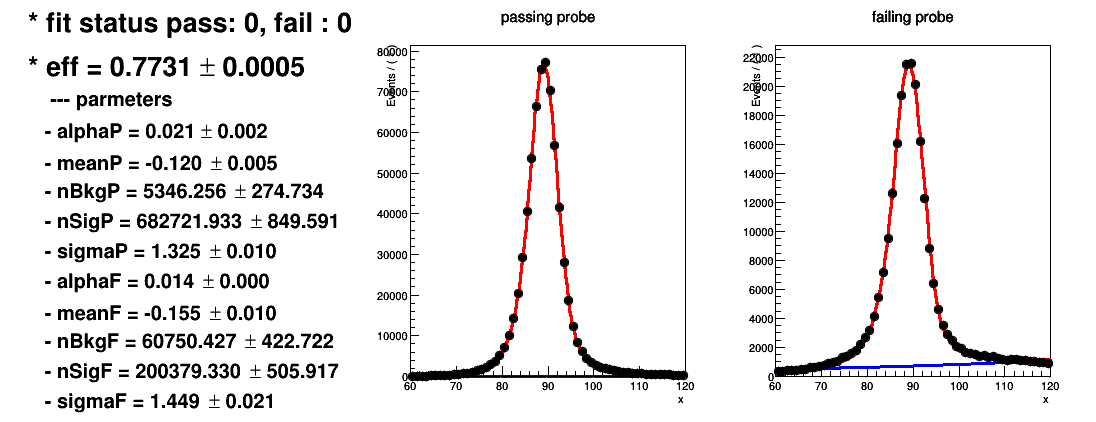 * fit status pass: 0, fail : 0
* eff = 0.7731 ± 0.0005
--- parmeters
- alphaP = 0.021 ± 0.002
- meanP = -0.120 ± 0.005
- nBkgP = 5346.256 ± 274.734
- nSigP = 682721.933 ± 849.591
- sigmaP = 1.325 ± 0.010
- alphaF = 0.014 ± 0.000
- meanF = -0.155 ± 0.010
- nBkgF = 60750.427 ± 422.722
- nSigF = 200379.330 ± 505.917
- sigmaF = 1.449 ± 0.021
passing probe
Events / (
80000
70000
60000
50000
40000
30000
20000
10000
0
60 70 80 90 100 110 120
x
failing probe
Events / ( )
22000
20000
18000
16000
14000
12000
10000
8000
6000
4000
2000
0
60 70 80 90 100 110 120
x